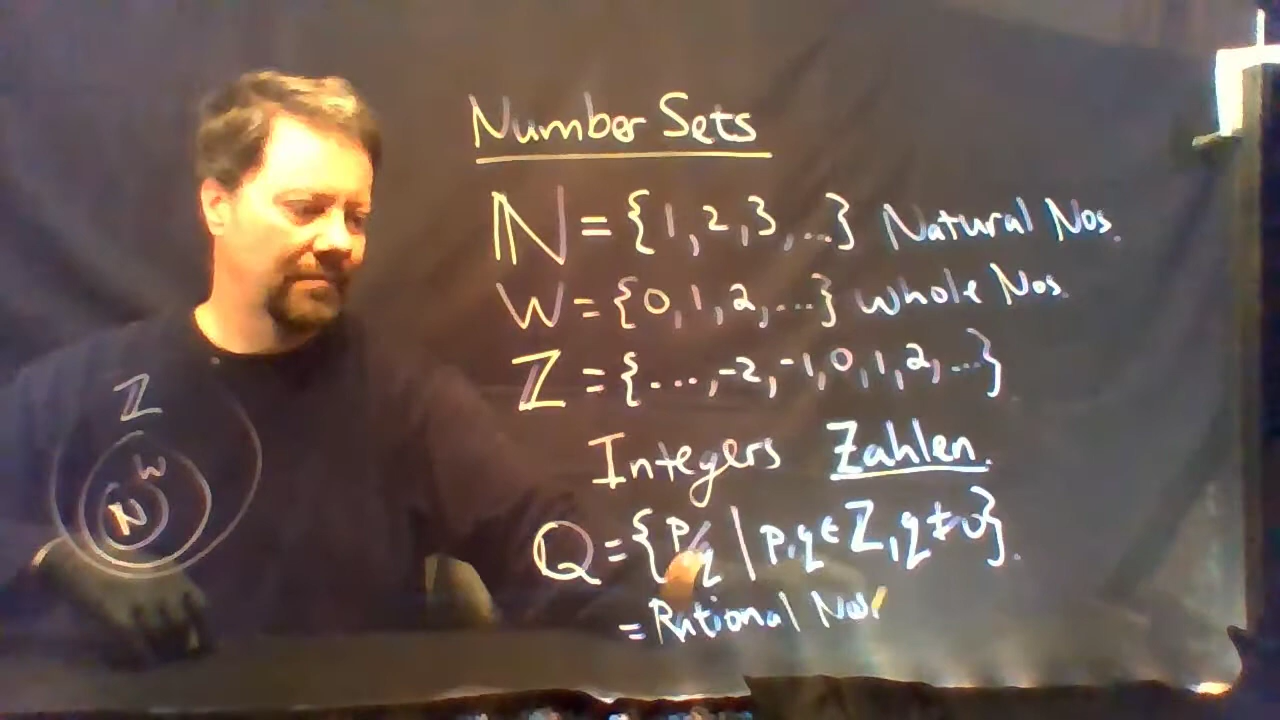 Number Sets
ℕ = {1, 2, 3, ...} Natural Nos.
W = {0, 1, 2, ...} Whole Nos.
ℤ = {...., -2, -1, 0, 1, 2, ...}
Integers Zahlen.
Q = {p/q | p, q ∈ ℤ, q ≠ 0}.
= Rational Nos
ℤ
W
N